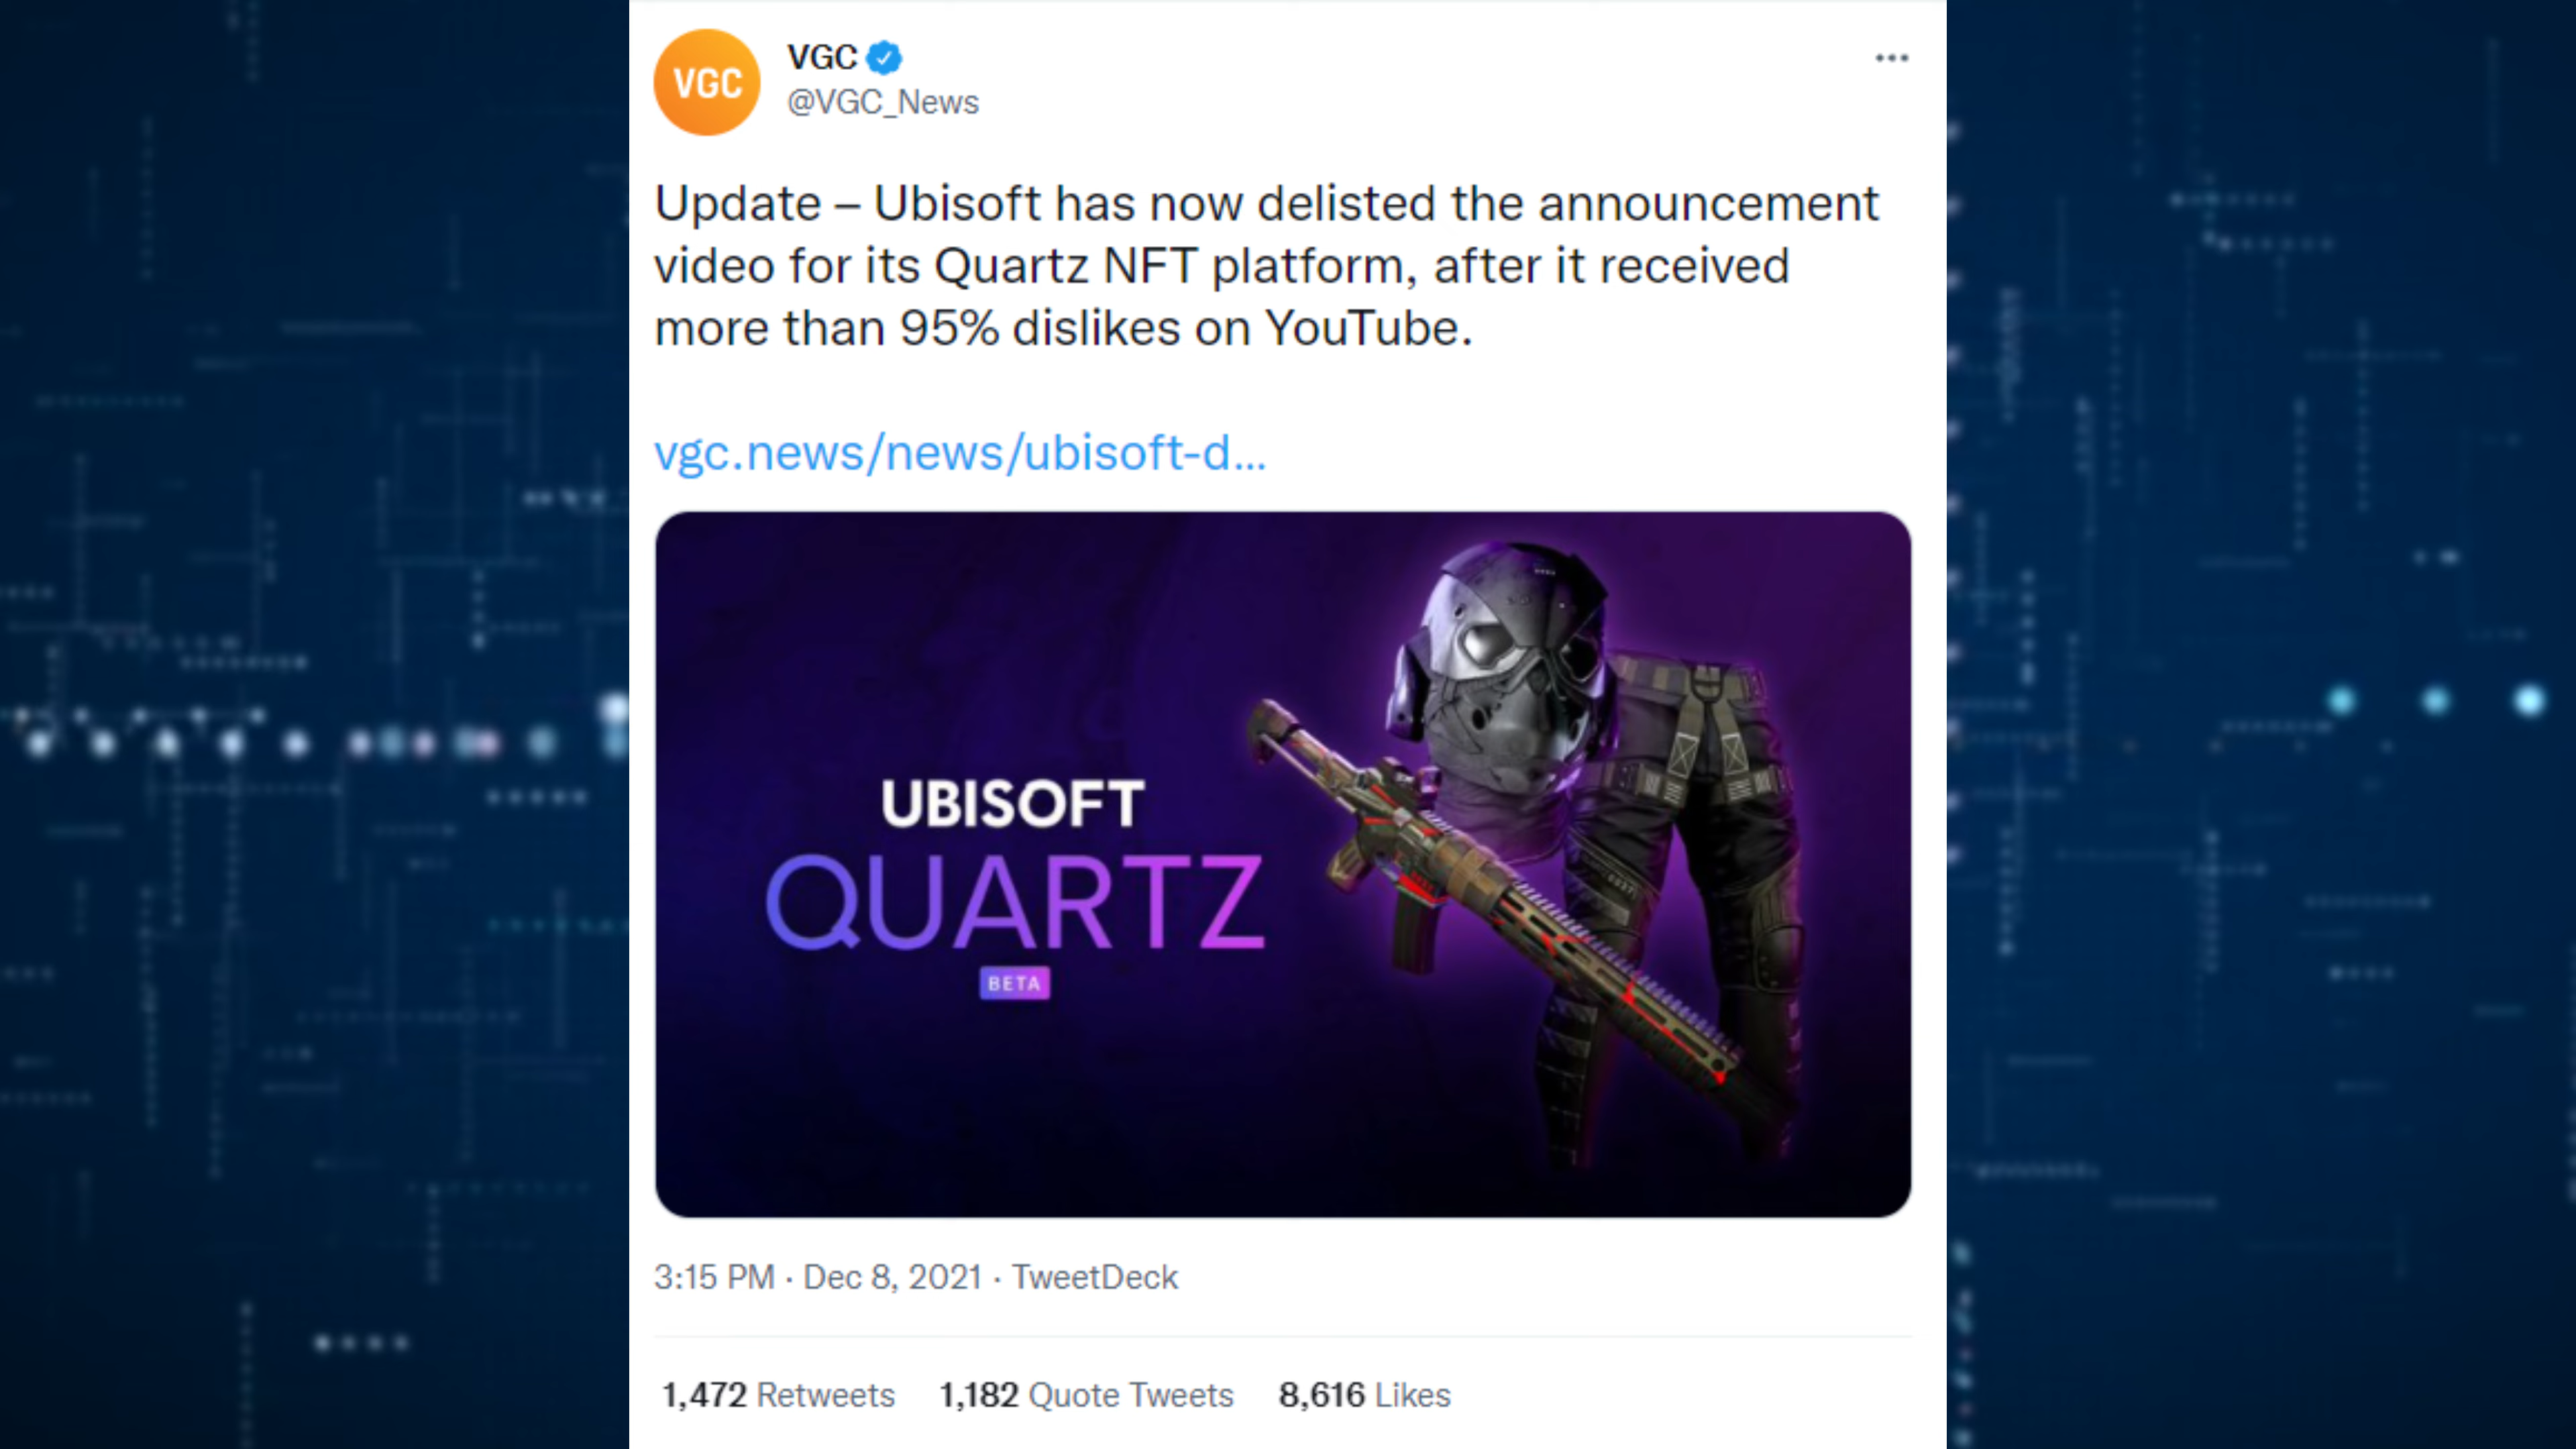 VGC
VGC
@VGC_News
Update – Ubisoft has now delisted the announcement
video for its Quartz NFT platform, after it received
more than 95% dislikes on YouTube.
vgc.news/news/ubisoft-d...
UBISOFT
QUARTZ
BETA
3:15 PM · Dec 8, 2021 · TweetDeck
1,472 Retweets 1,182 Quote Tweets 8,616 Likes